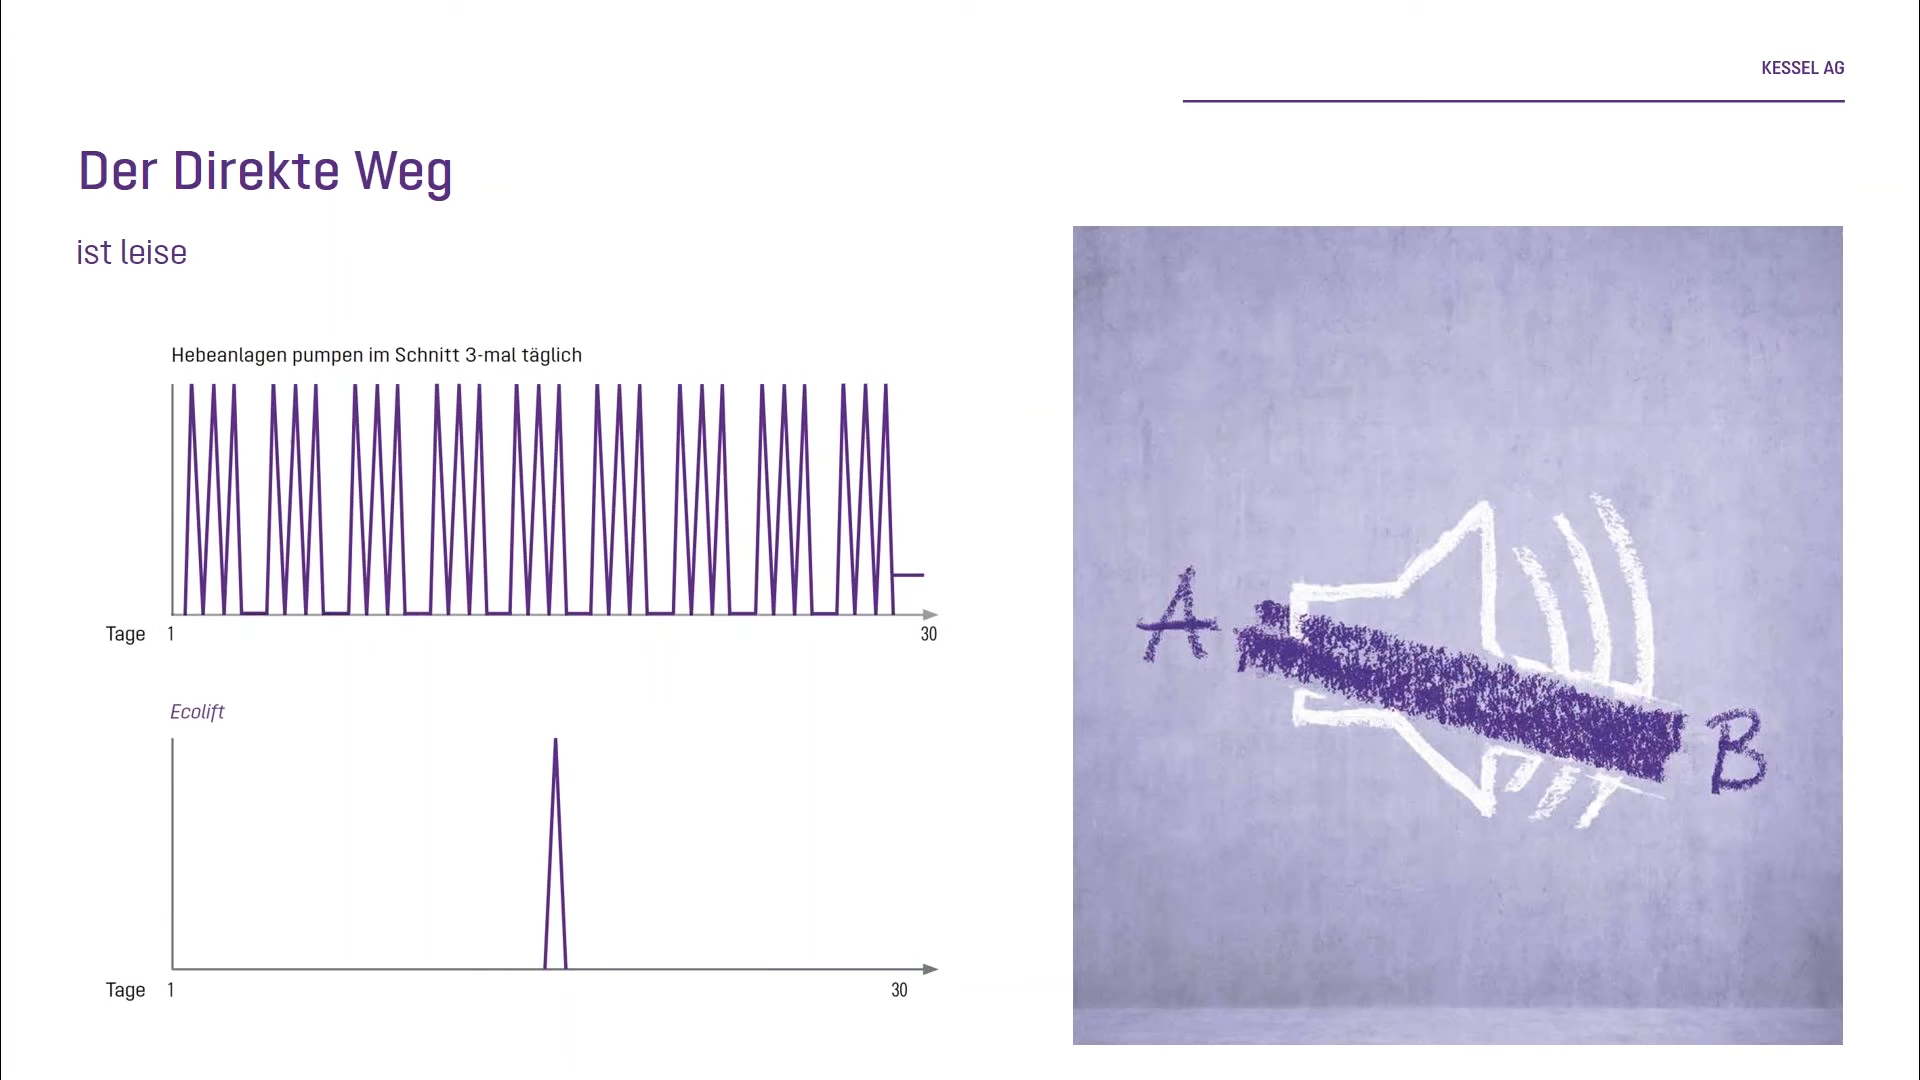 KESSEL AG
Der Direkte Weg
ist leise
Hebeanlagen pumpen im Schnitt 3-mal täglich
Tage 1 30
Ecolift
Tage 1 30
A
B